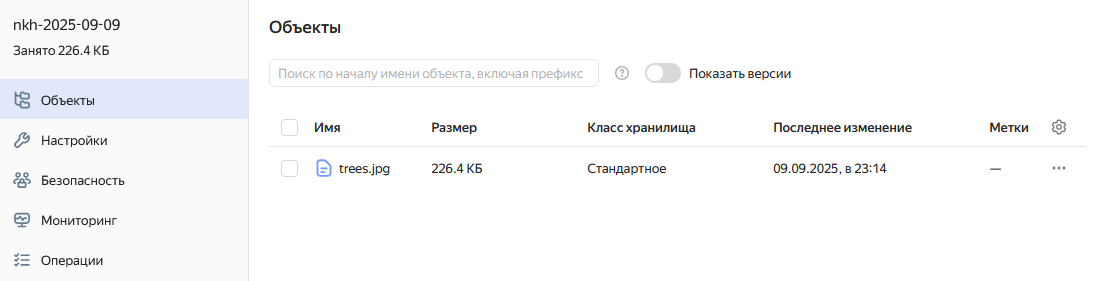 nkh-2025-09-09
Занято 226.4 КБ
Объекты
Настройки
Безопасность
Мониторинг
Операции
Объекты
Поиск по началу имени объекта, включая префикс
Показать версии
Имя Размер Класс хранилища Последнее изменение Метки
trees.jpg 226.4 КБ Стандартное 09.09.2025, в 23:14 —